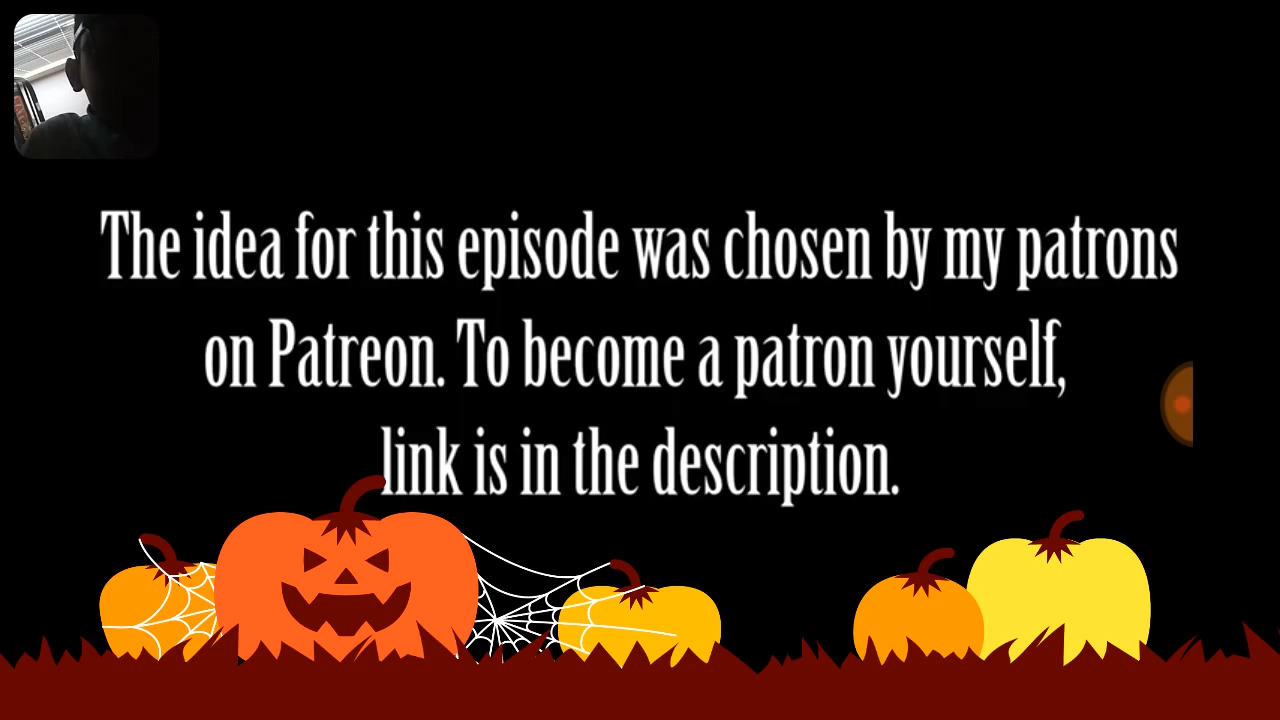 The idea for this episode was chosen by my patrons
on Patreon. To become a patron yourself,
link is in the description.